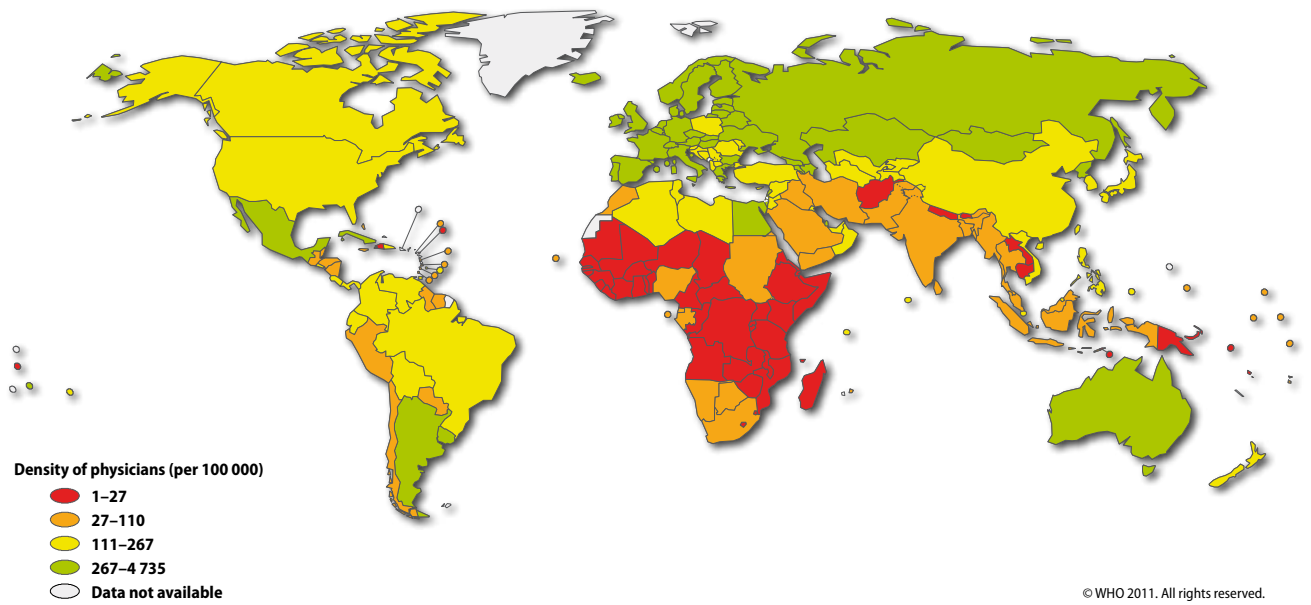 Density of physicians (per 100 000)
1–27
27–110
111–267
267–4 735
Data not available
© WHO 2011. All rights reserved.